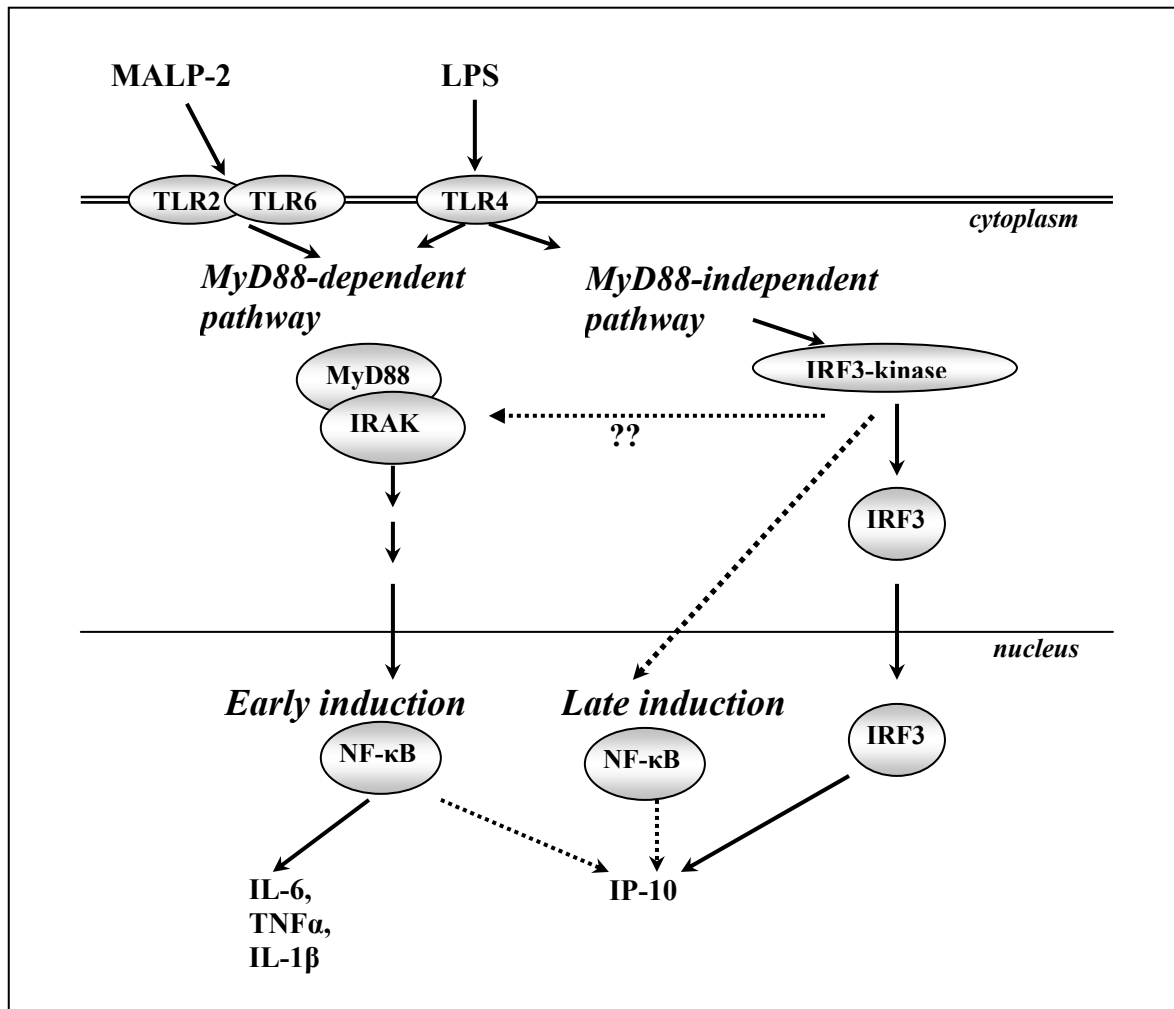 MALP-2
LPS
TLR2
TLR6
TLR4
cytoplasm
MyD88-dependent
pathway
MyD88-independent
pathway
IRF3-kinase
MyD88
IRAK
??
IRF3
nucleus
Early induction
Late induction
NF-κB
NF-κB
IRF3
IL-6,
TNFα,
IL-1β
IP-10